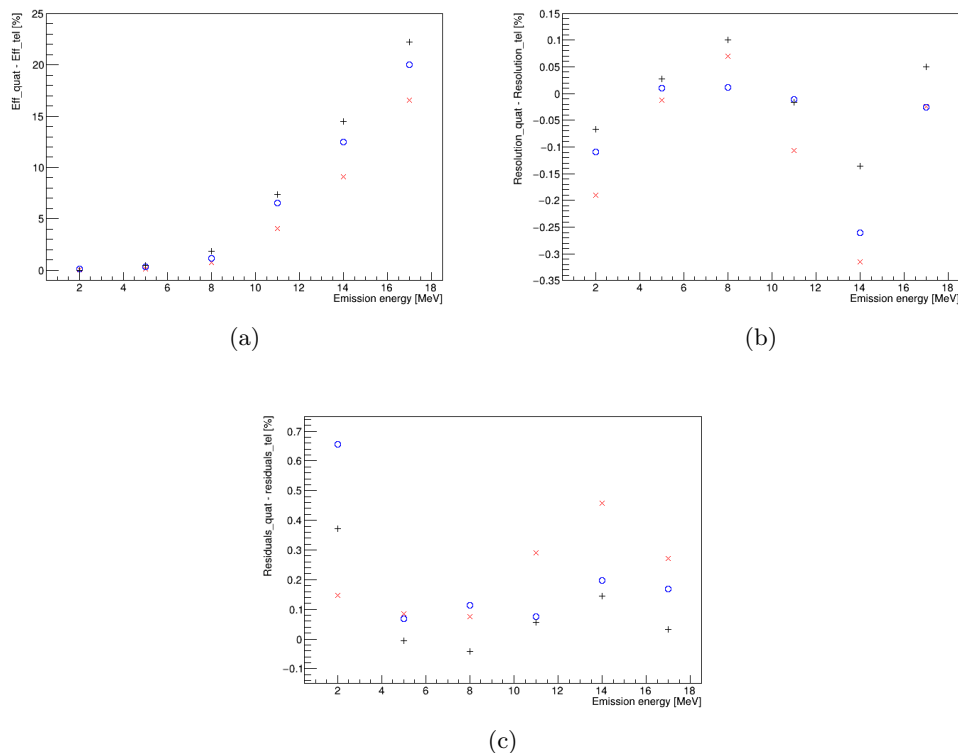 Eff_quat - Eff_tel [%]
25
20
15
10
5
0
2 4 6 8 10 12 14 16 18
Emission energy [MeV]
(a)
Resolution_quat - Resolution_tel [%]
0.15
0.1
0.05
0
−0.05
−0.1
−0.15
−0.2
−0.25
−0.3
−0.35
2 4 6 8 10 12 14 16 18
Emission energy [MeV]
(b)
Residuals_quat - residuals_tel [%]
0.7
0.6
0.5
0.4
0.3
0.2
0.1
0
−0.1
2 4 6 8 10 12 14 16 18
Emission energy [MeV]
(c)